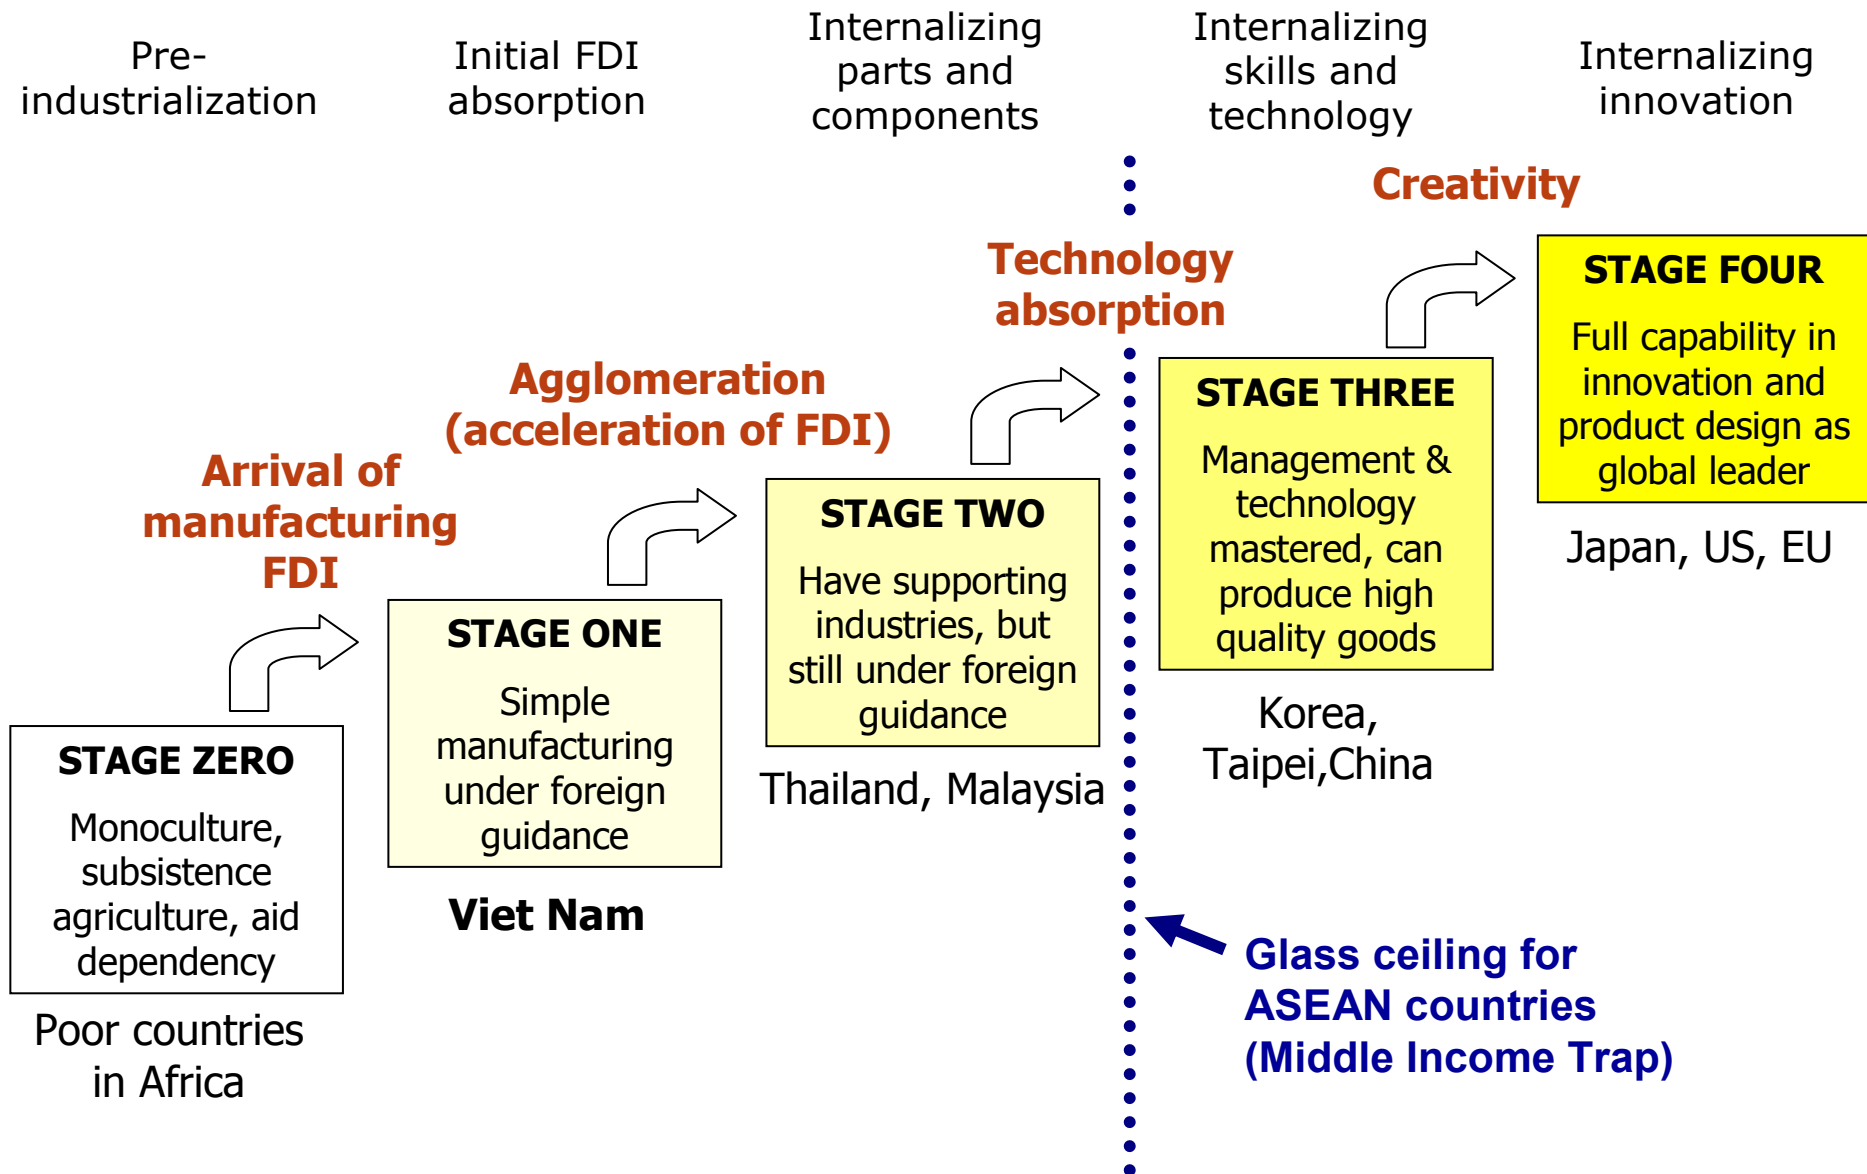 Pre-
industrialization
Initial FDI
absorption
Internalizing
parts and
components
Internalizing
skills and
technology
Internalizing
innovation
Creativity
Technology
absorption
Agglomeration
(acceleration of FDI)
Arrival of
manufacturing
FDI
STAGE ZERO
Monoculture,
subsistence
agriculture, aid
dependency
Poor countries
in Africa
STAGE ONE
Simple
manufacturing
under foreign
guidance
Viet Nam
STAGE TWO
Have supporting
industries, but
still under foreign
guidance
Thailand, Malaysia
STAGE THREE
Management &
technology
mastered, can
produce high
quality goods
Korea,
Taipei,China
STAGE FOUR
Full capability in
innovation and
product design as
global leader
Japan, US, EU
Glass ceiling for
ASEAN countries
(Middle Income Trap)